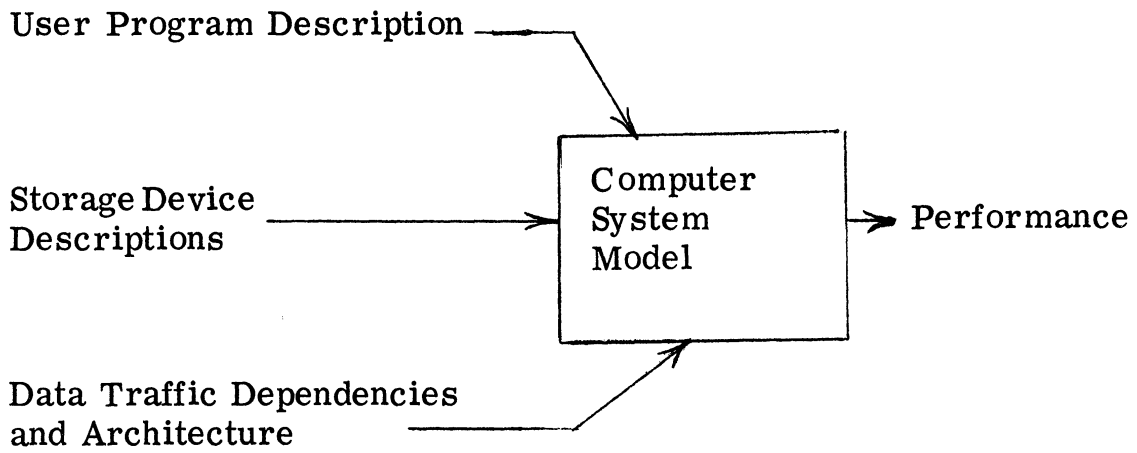 User Program Description
Storage Device
Descriptions
Computer
System
Model
Performance
Data Traffic Dependencies
and Architecture